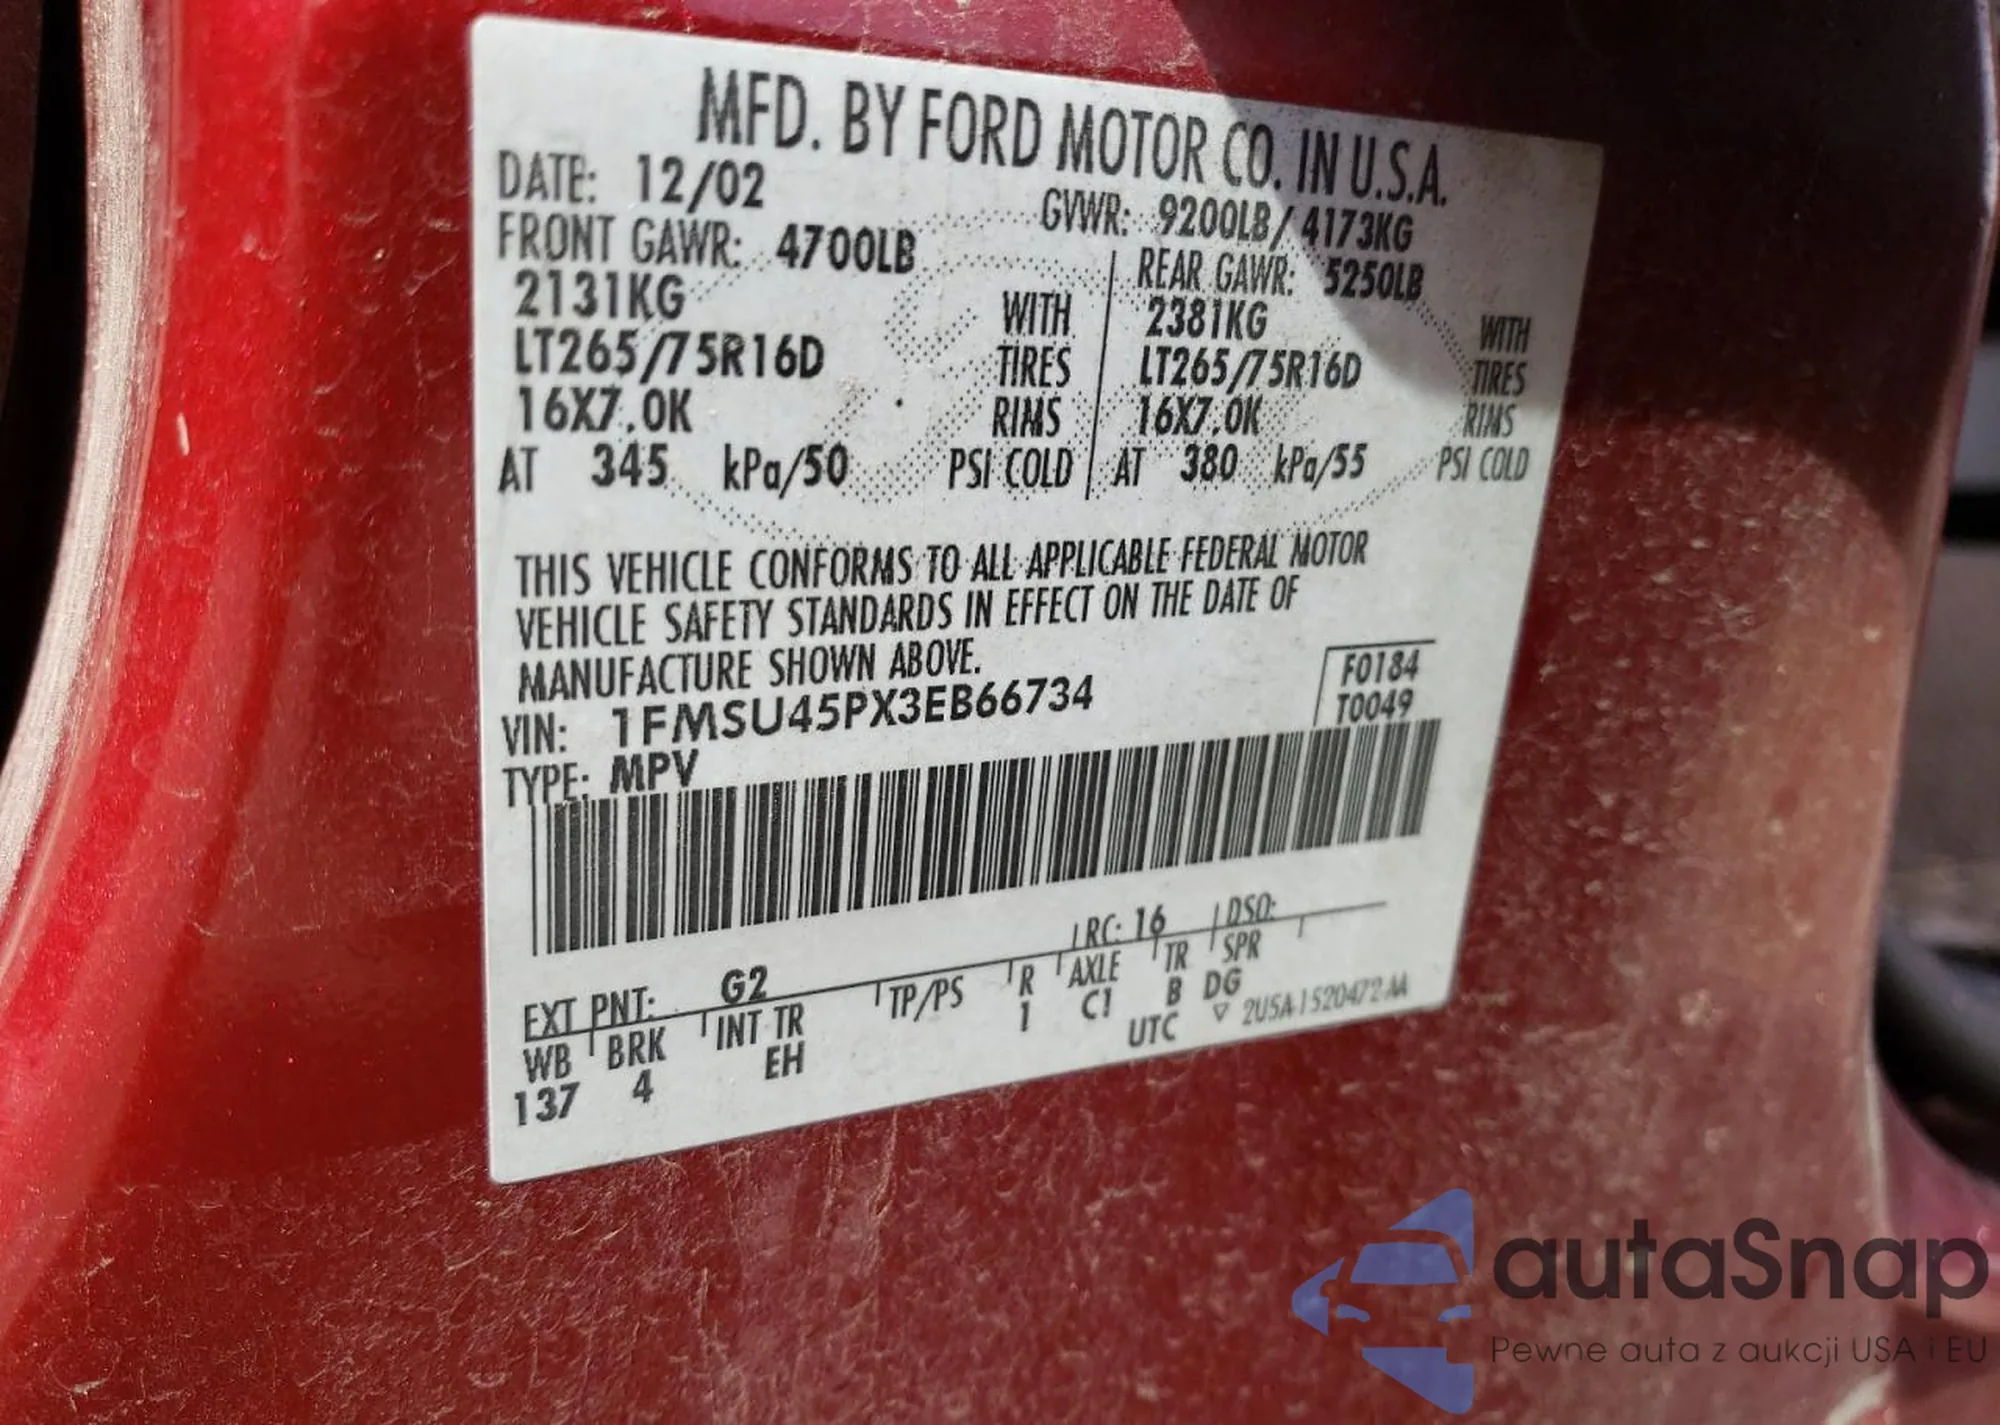 MFD. BY FORD MOTOR CO. IN U.S.A.
DATE: 12/02
GVWR: 9200LB/4173KG
FRONT GAWR: 4700LB
2131KG
WITH
LT265/75R16D
TIRES
16X7.0K
RIMS
AT 345 kPa/50 PSI COLD
REAR GAWR: 5250LB
2381KG
WITH
LT265/75R16D
TIRES
16X7.0K
RIMS
AT 380 kPa/55 PSI COLD
THIS VEHICLE CONFORMS TO ALL APPLICABLE FEDERAL MOTOR
VEHICLE SAFETY STANDARDS IN EFFECT ON THE DATE OF
MANUFACTURE SHOWN ABOVE.
VIN: 1FMSU45PX3EB66734
TYPE: MPV
F0184
T0049
EXT PNT: G2
RC: 16
DSO:
WB BRK INT TR TP/PS R AXLE TR SPR
137 4 EH 1 C1 B DG
UTC ▽ 2U5A-1520472-AA
autaSnap
Pewne auta z aukcji USA i EU